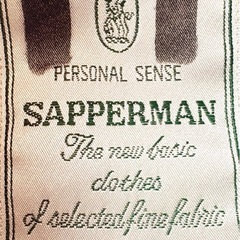 PERSONAL SENSE
SAPPERMAN
The new basic
clothes
of selected fine fabric